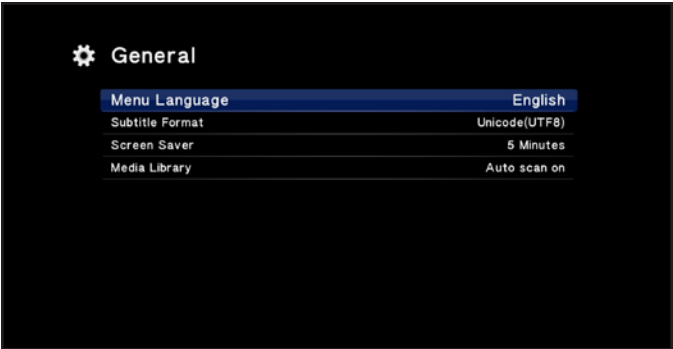 General
Menu Language English
Subtitle Format Unicode(UTF8)
Screen Saver 5 Minutes
Media Library Auto scan on